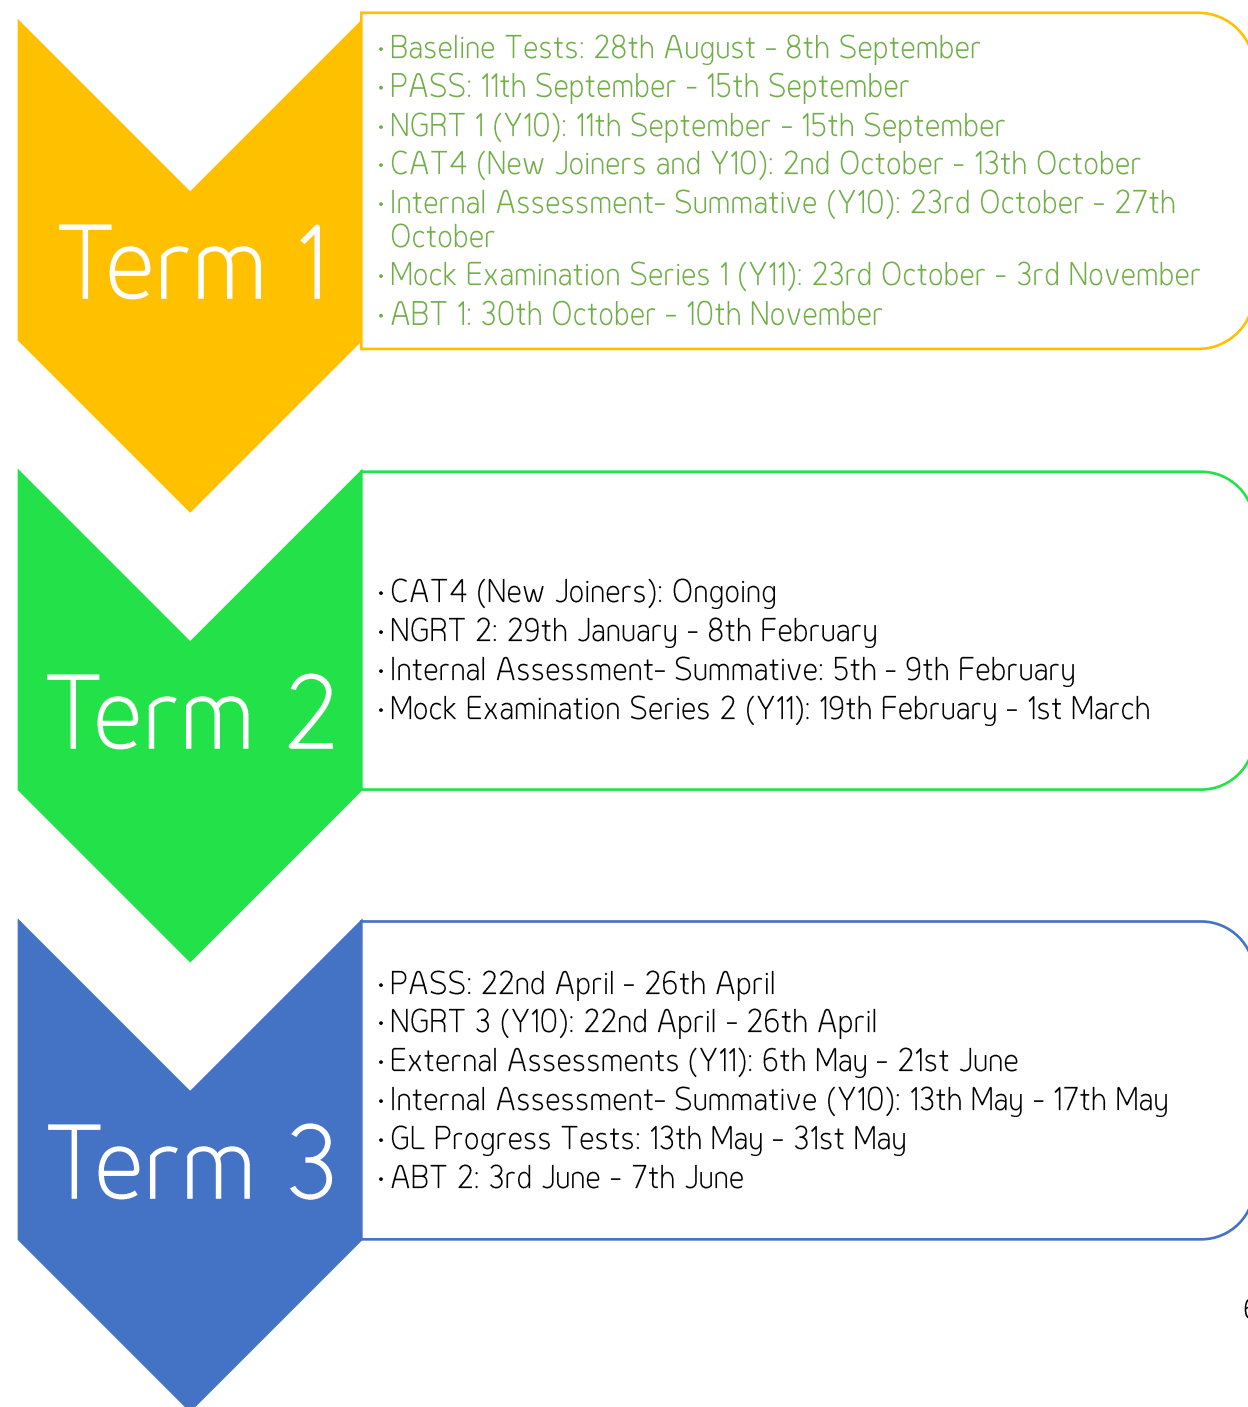 Term 1
· Baseline Tests: 28th August - 8th September
· PASS: 11th September - 15th September
· NGRT 1 (Y10): 11th September - 15th September
· CAT4 (New Joiners and Y10): 2nd October - 13th October
· Internal Assessment- Summative (Y10): 23rd October - 27th
October
· Mock Examination Series 1 (Y11): 23rd October - 3rd November
· ABT 1: 30th October - 10th November
Term 2
· CAT4 (New Joiners): Ongoing
· NGRT 2: 29th January - 8th February
· Internal Assessment- Summative: 5th - 9th February
· Mock Examination Series 2 (Y11): 19th February - 1st March
Term 3
· PASS: 22nd April - 26th April
· NGRT 3 (Y10): 22nd April - 26th April
· External Assessments (Y11): 6th May - 21st June
· Internal Assessment- Summative (Y10): 13th May - 17th May
· GL Progress Tests: 13th May - 31st May
· ABT 2: 3rd June - 7th June